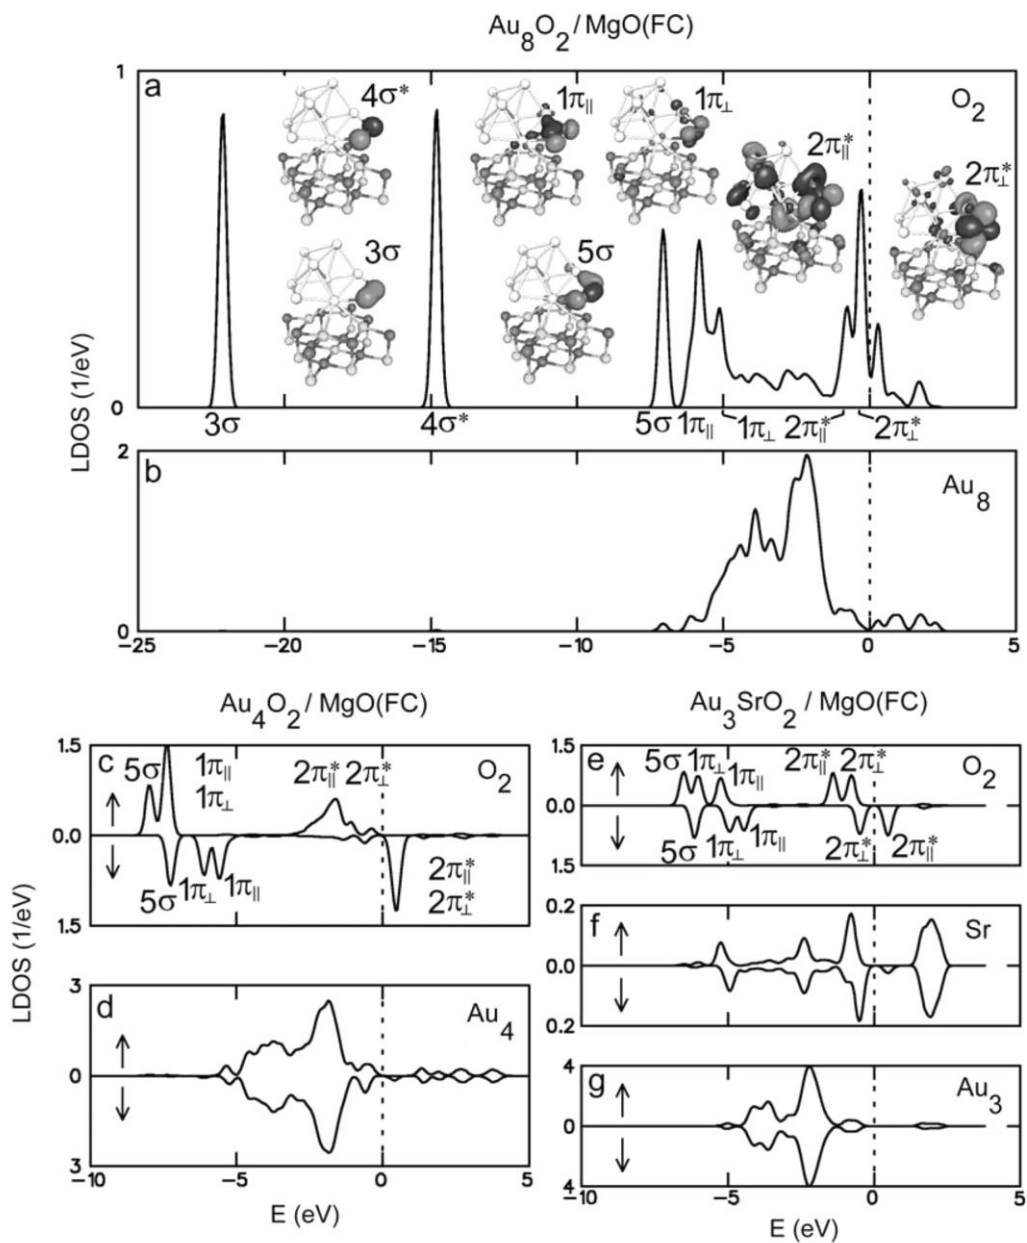 Au₈O₂/MgO(FC)
1
a
4σ*
1π∥
1π⊥
O₂
2π∥*
2π⊥*
3σ
5σ
LDOS (1/eV)
0
3σ
4σ*
5σ 1π∥ 1π⊥ 2π∥* 2π⊥*
2
b
Au₈
0
−25 −20 −15 −10 −5 0 5
Au₄O₂/MgO(FC)
Au₃SrO₂/MgO(FC)
1.5
c
5σ
1π∥
1π⊥
2π∥* 2π⊥*
O₂
0.0
5σ 1π⊥ 1π∥
2π∥*
2π⊥*
1.5
LDOS (1/eV)
3
d
Au₄
0
3
−10 −5 0 5
E (eV)
1.5
e
5σ 1π⊥ 1π∥
2π∥* 2π⊥*
O₂
0.0
5σ 1π⊥ 1π∥
2π⊥* 2π∥*
1.5
0.2
f
Sr
0.0
0.2
4
g
Au₃
0
4
−10 −5 0 5
E (eV)